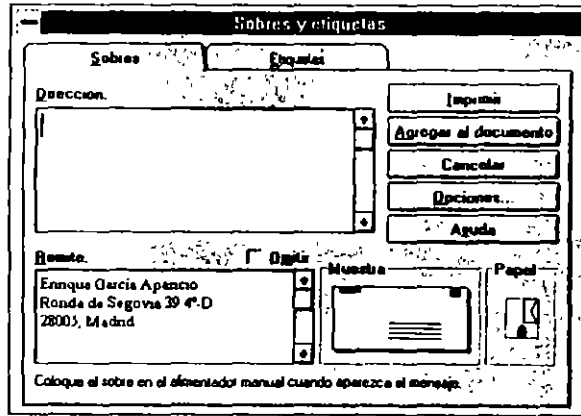 Sobres y etiquetas
Sobres
Etiquetas
Dirección:
Imprimir
Agregar al documento
Cancelar
Opciones...
Ayuda
Remite:
Omitir
Muestra
Papel
Enrique García Aparicio
Ronda de Segovia 39 4º-D
28005, Madrid
Coloque el sobre en el alimentador manual cuando aparezca el mensaje.